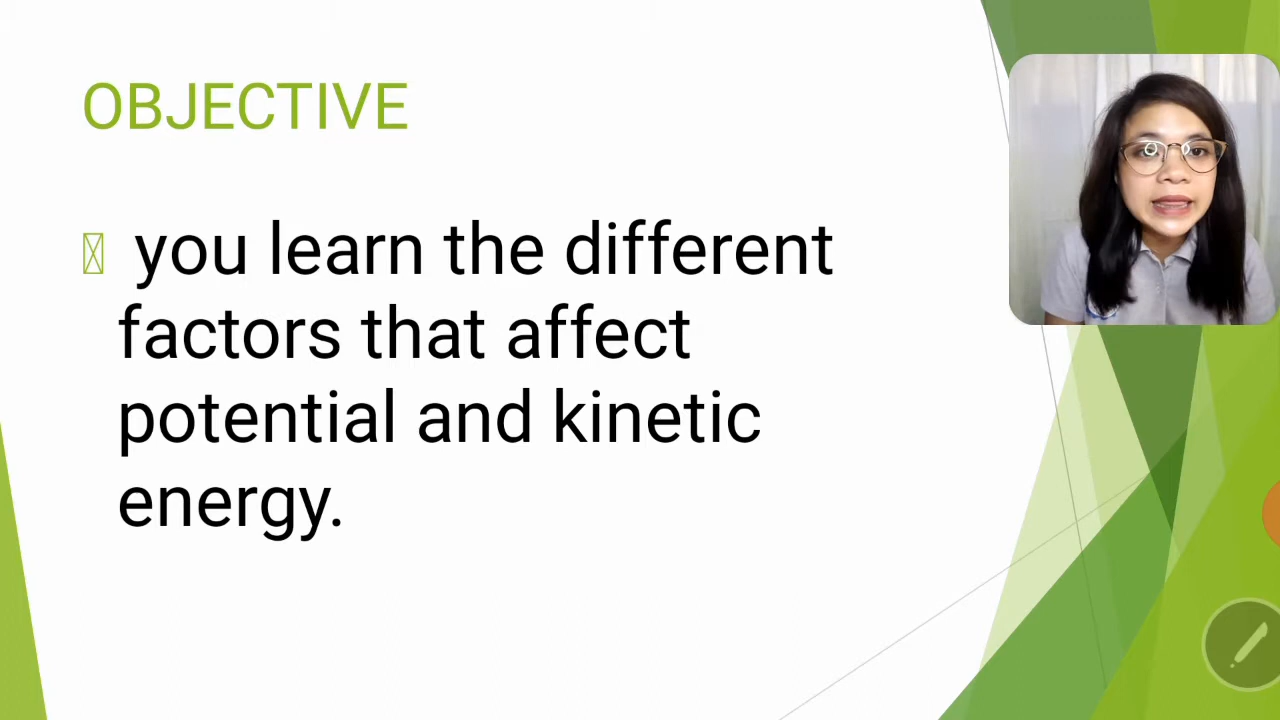 OBJECTIVE
you learn the different
factors that affect
potential and kinetic
energy.